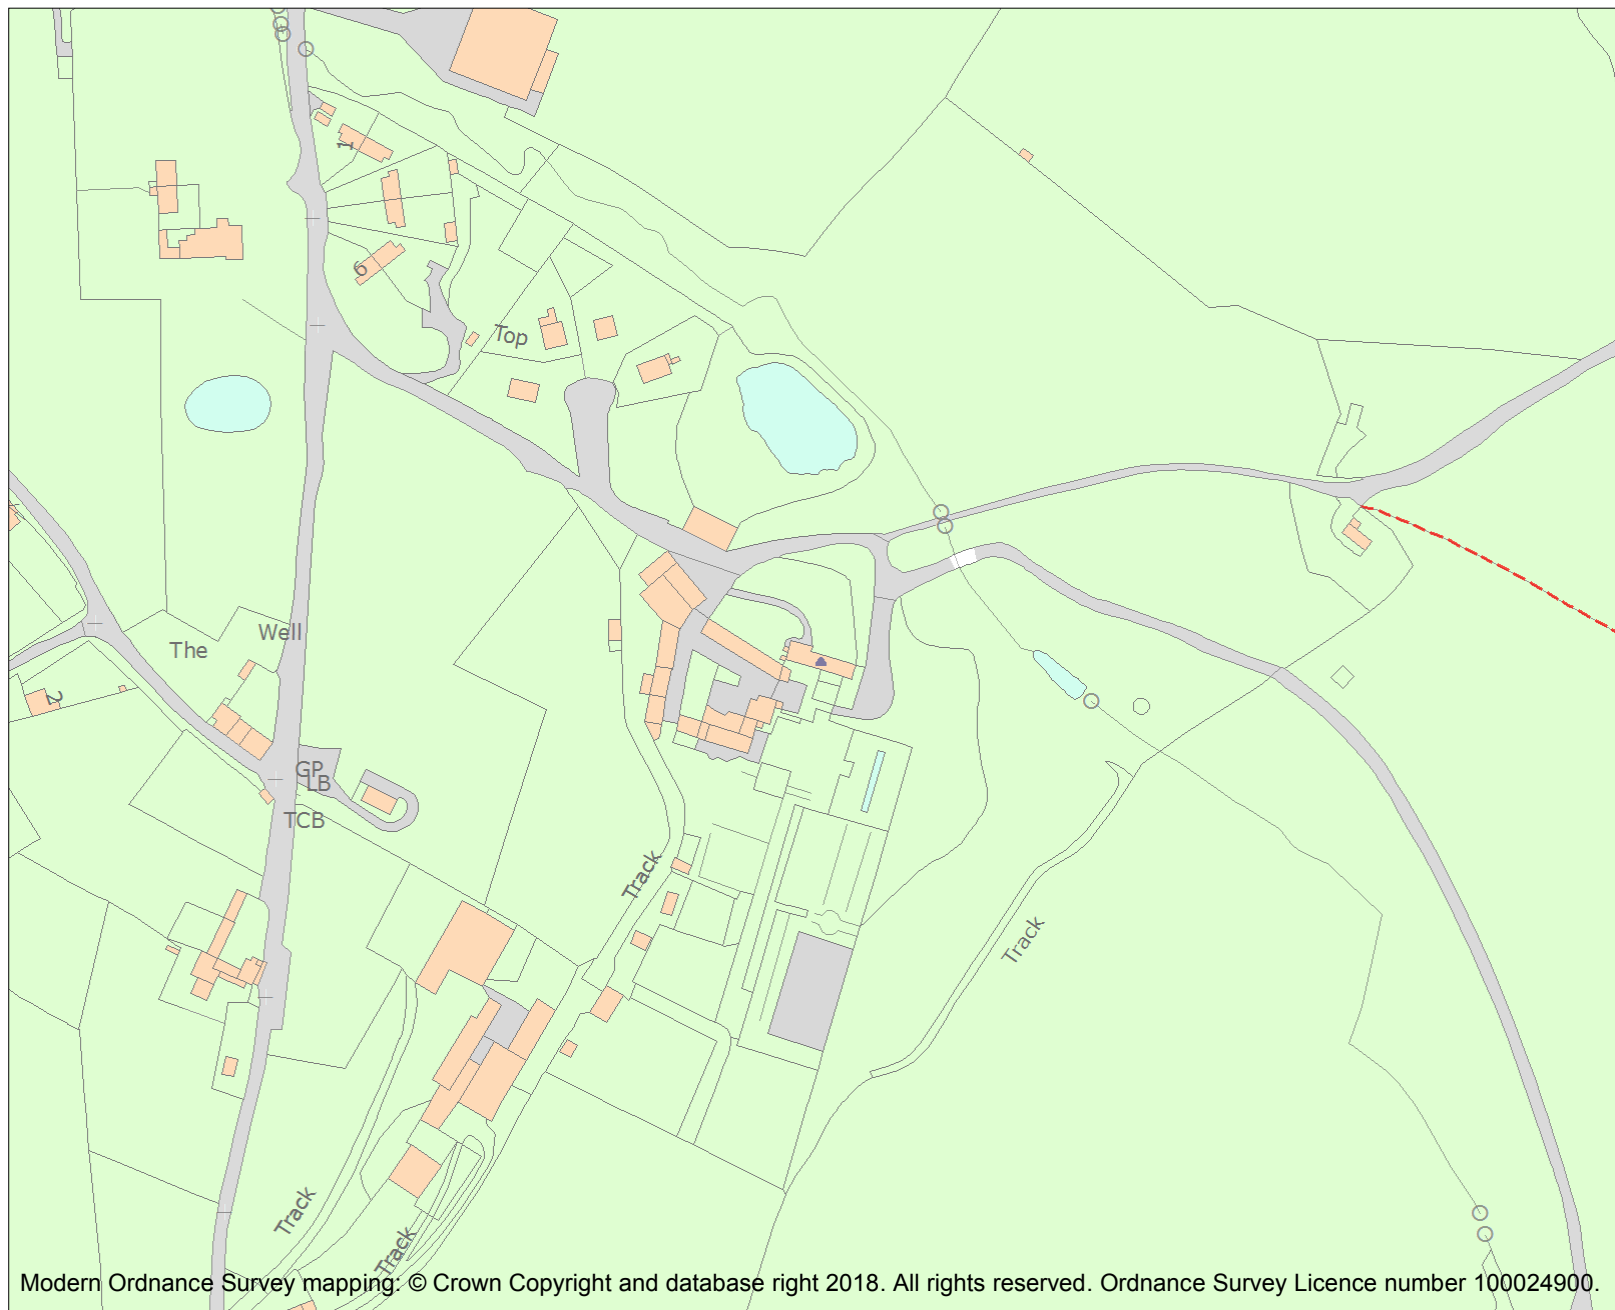 1
6
Top
Well
The
2
GP
LB
TCB
Track
Track
Track
Track
Modern Ordnance Survey mapping: © Crown Copyright and database right 2018. All rights reserved. Ordnance Survey Licence number 100024900.